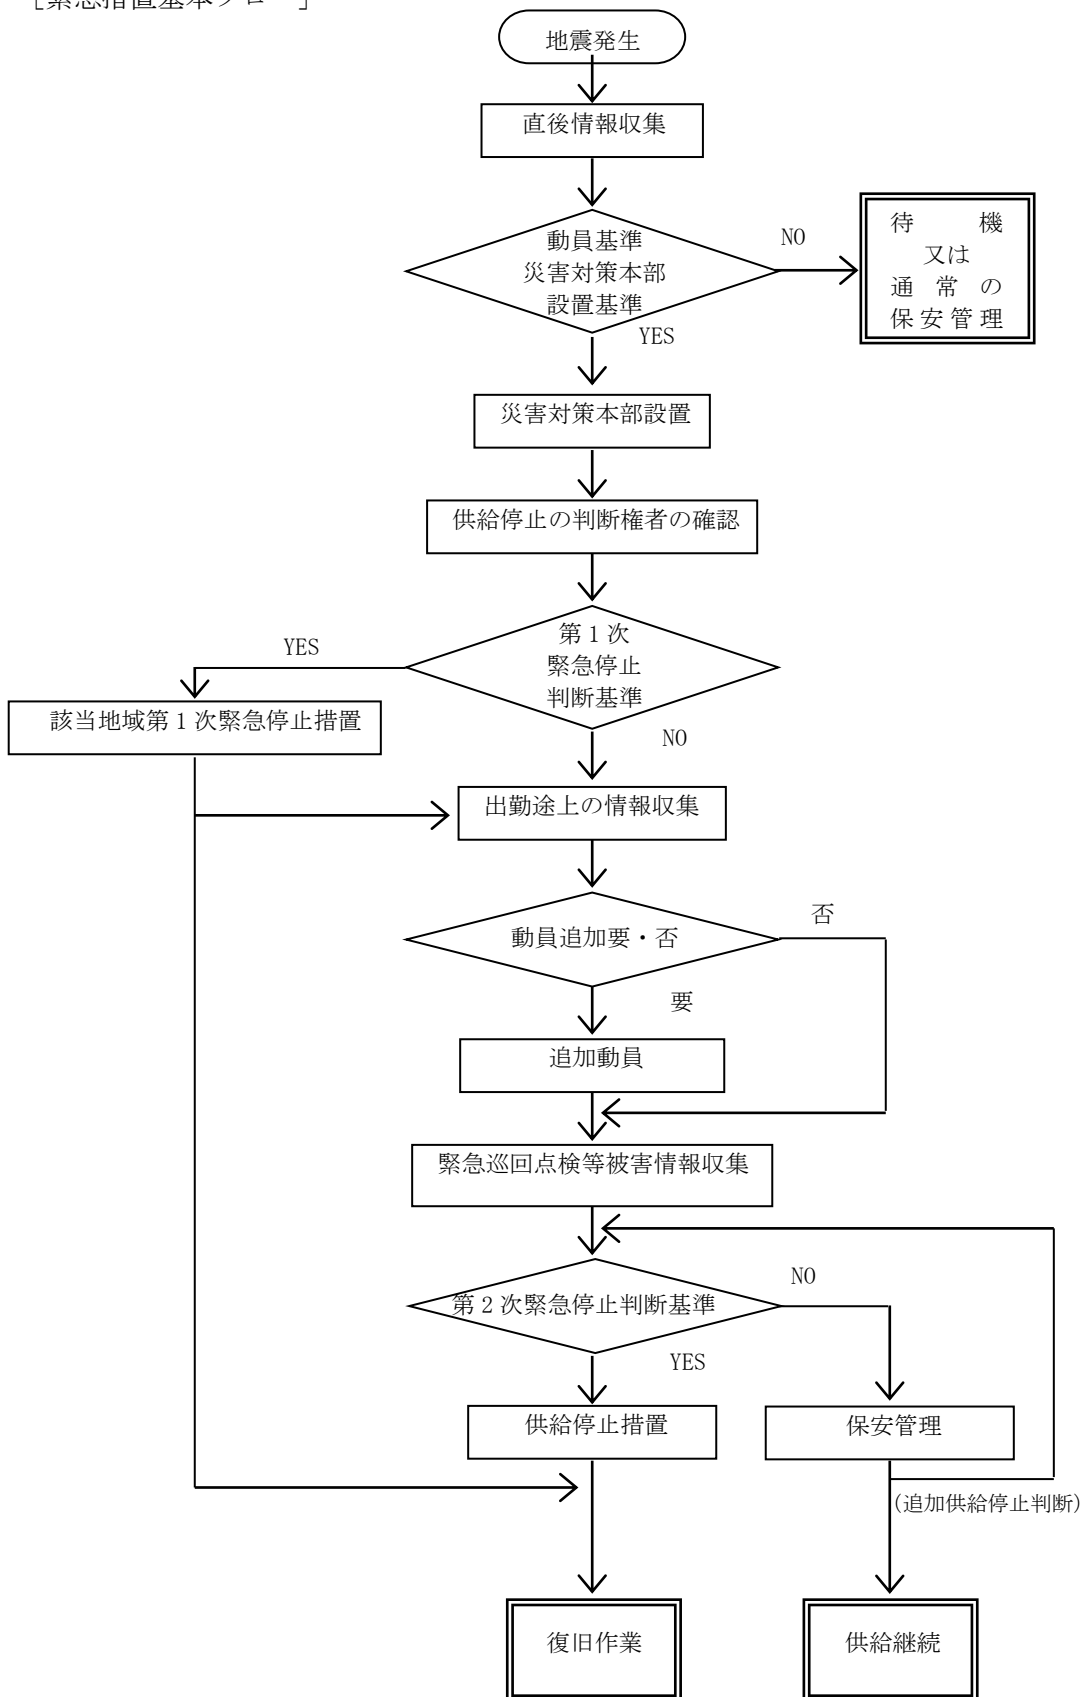 [緊急措置基本フロー]
地震発生
直後情報収集
動員基準
災害対策本部
設置基準
NO
待 機
又は
通 常 の
保安管理
YES
災害対策本部設置
供給停止の判断権者の確認
第1次
緊急停止
判断基準
YES
該当地域第1次緊急停止措置
NO
出動途上の情報収集
動員追加要・否
否
要
追加動員
緊急巡回点検等被害情報収集
第2次緊急停止判断基準
NO
YES
供給停止措置
保安管理
(追加供給停止判断)
復旧作業
供給継続